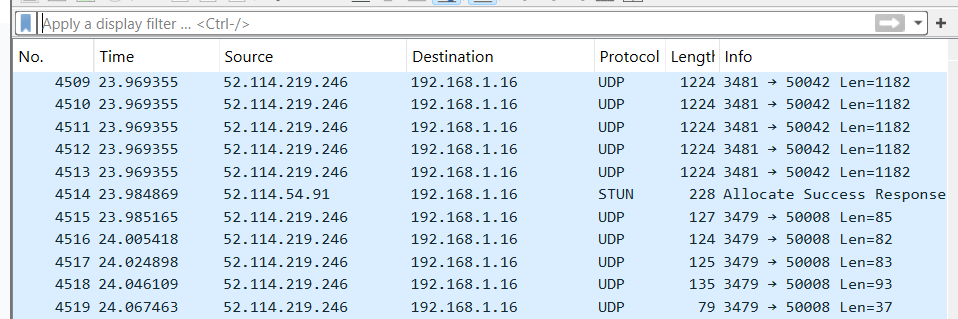 Apply a display filter ... <Ctrl-/>
No. Time Source Destination Protocol Length Info
4509 23.969355 52.114.219.246 192.168.1.16 UDP 1224 3481 → 50042 Len=1182
4510 23.969355 52.114.219.246 192.168.1.16 UDP 1224 3481 → 50042 Len=1182
4511 23.969355 52.114.219.246 192.168.1.16 UDP 1224 3481 → 50042 Len=1182
4512 23.969355 52.114.219.246 192.168.1.16 UDP 1224 3481 → 50042 Len=1182
4513 23.969355 52.114.219.246 192.168.1.16 UDP 1224 3481 → 50042 Len=1182
4514 23.984869 52.114.54.91 192.168.1.16 STUN 228 Allocate Success Response
4515 23.985165 52.114.219.246 192.168.1.16 UDP 127 3479 → 50008 Len=85
4516 24.005418 52.114.219.246 192.168.1.16 UDP 124 3479 → 50008 Len=82
4517 24.024898 52.114.219.246 192.168.1.16 UDP 125 3479 → 50008 Len=83
4518 24.046109 52.114.219.246 192.168.1.16 UDP 135 3479 → 50008 Len=93
4519 24.067463 52.114.219.246 192.168.1.16 UDP 79 3479 → 50008 Len=37